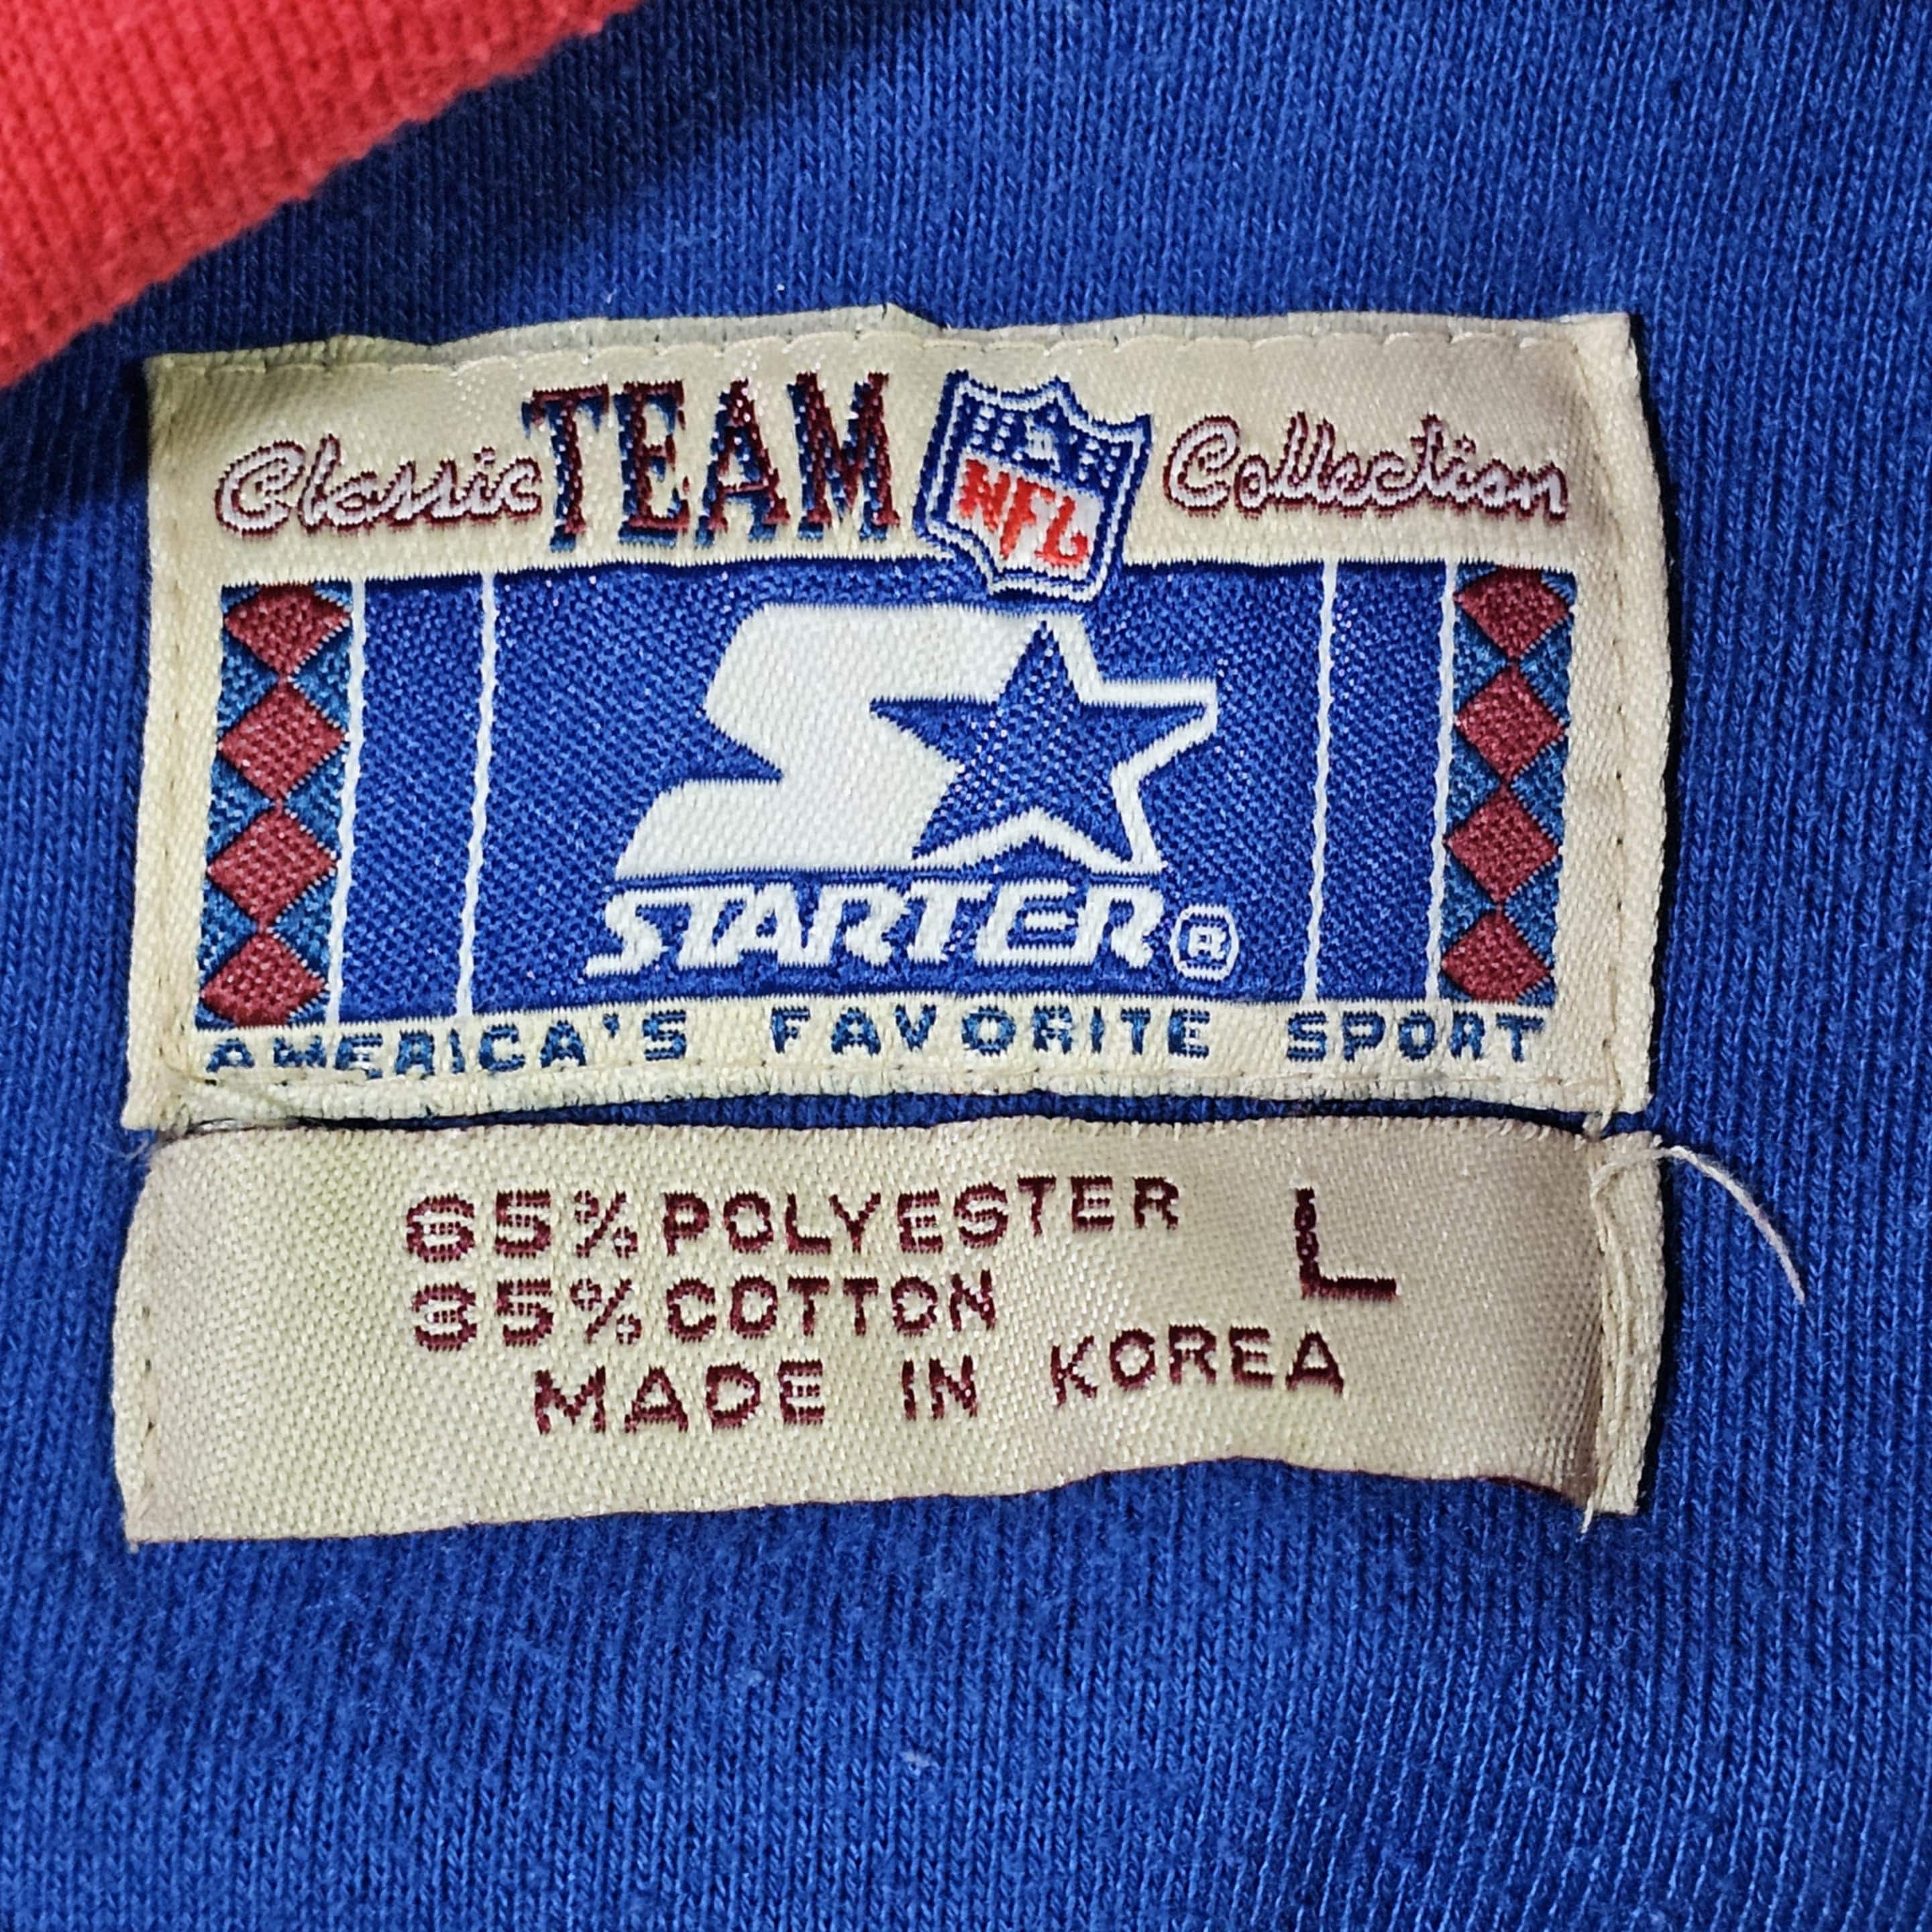 Classic TEAM NFL Collection
STARTER®
AMERICA'S FAVORITE SPORT
65% POLYESTER L
35% COTTON
MADE IN KOREA